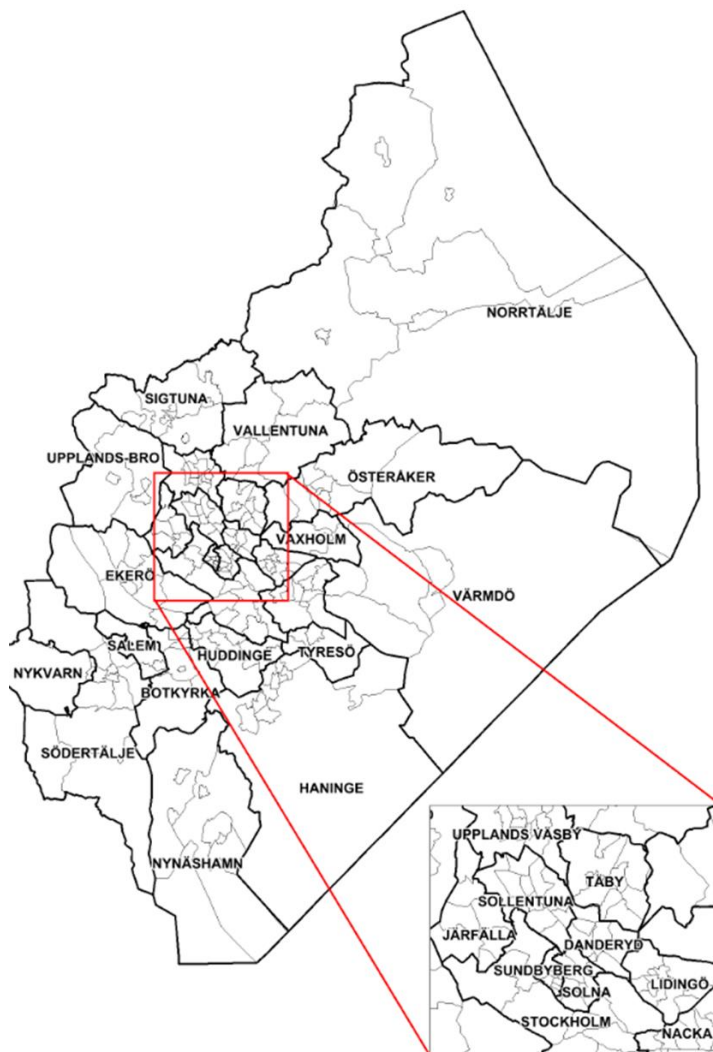 NORRTÄLJE
SIGTUNA
VALLENTUNA
UPPLANDS-BRO
ÖSTERÅKER
VAXHOLM
EKERÖ
VÄRMDÖ
SALEM
HUDDINGE
TYRESÖ
NYKVARN
BOTKYRKA
SÖDERTÄLJE
HANINGE
NYNÄSHAMN
UPPLANDS VÄSBY
TÄBY
SOLLENTUNA
JÄRFÄLLA
DANDERYD
SUNDBYBERG
LIDINGÖ
SOLNA
STOCKHOLM
NACKA